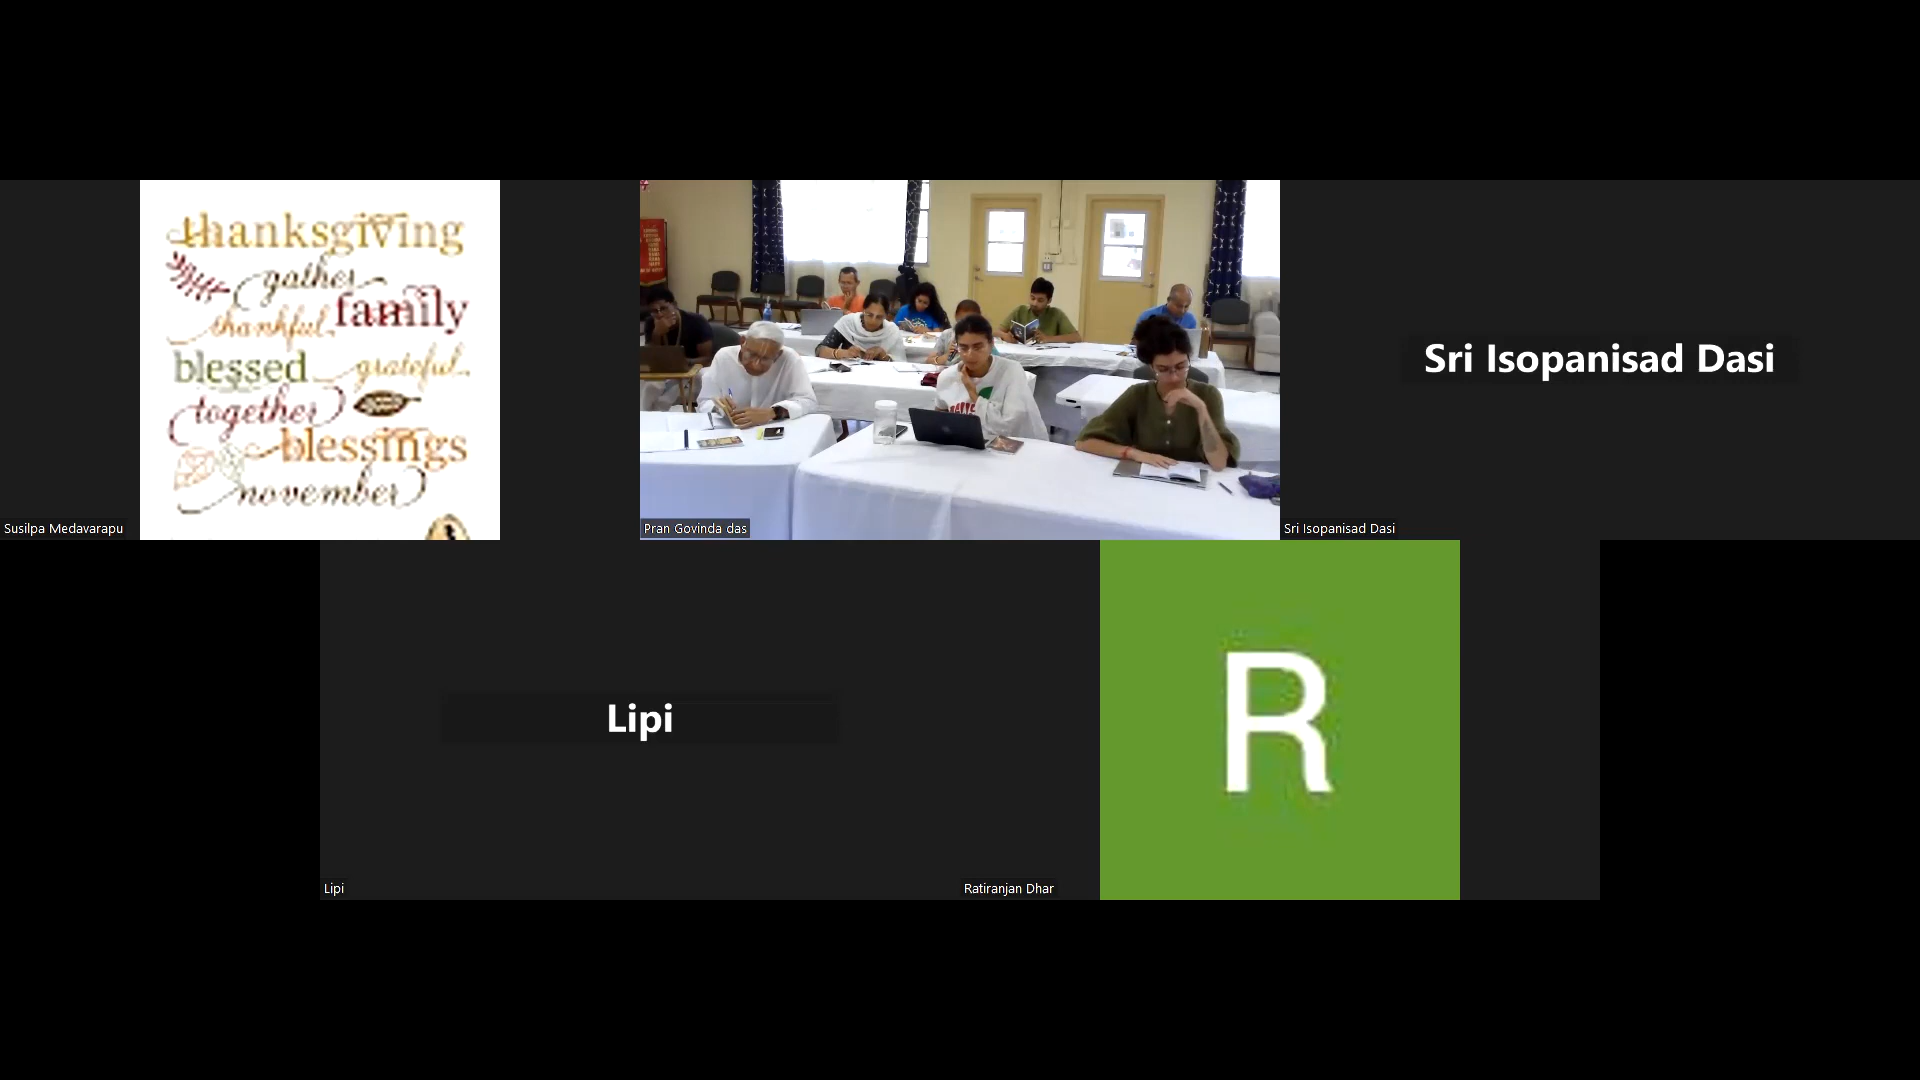 thanksgiving
gather
family
thankful
blessed
grateful
together
blessings
november
Susilpa Medavarapu
Pran Govinda das
Sri Isopanisad Dasi
Sri Isopanisad Dasi
Lipi
Lipi
R
Ratiranjan Dhar